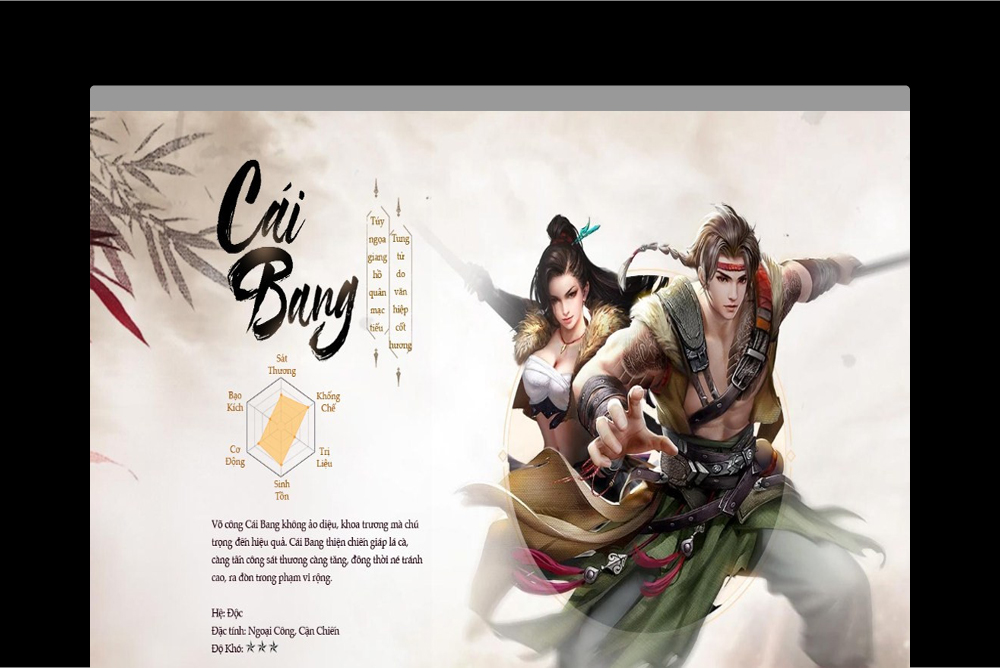 Cái
Bang
Túy
ngọa
giang
hồ
quân
mạc
tiếu
Tung
tứ
do
văn
hiệp
cốt
hương
Sát
Thương
Bạo
Kích
Khống
Chế
Cơ
Động
Trị
Liệu
Sinh
Tồn
Võ công Cái Bang không ảo diệu, khoa trương mà chú
trọng đến hiệu quả. Cái Bang thiện chiến giáp lá cà,
càng tấn công sát thương càng tăng, đồng thời né tránh
cao, ra đòn trong phạm vi rộng.
Hệ: Độc
Đặc tính: Ngoại Công, Cận Chiến
Độ Khó: